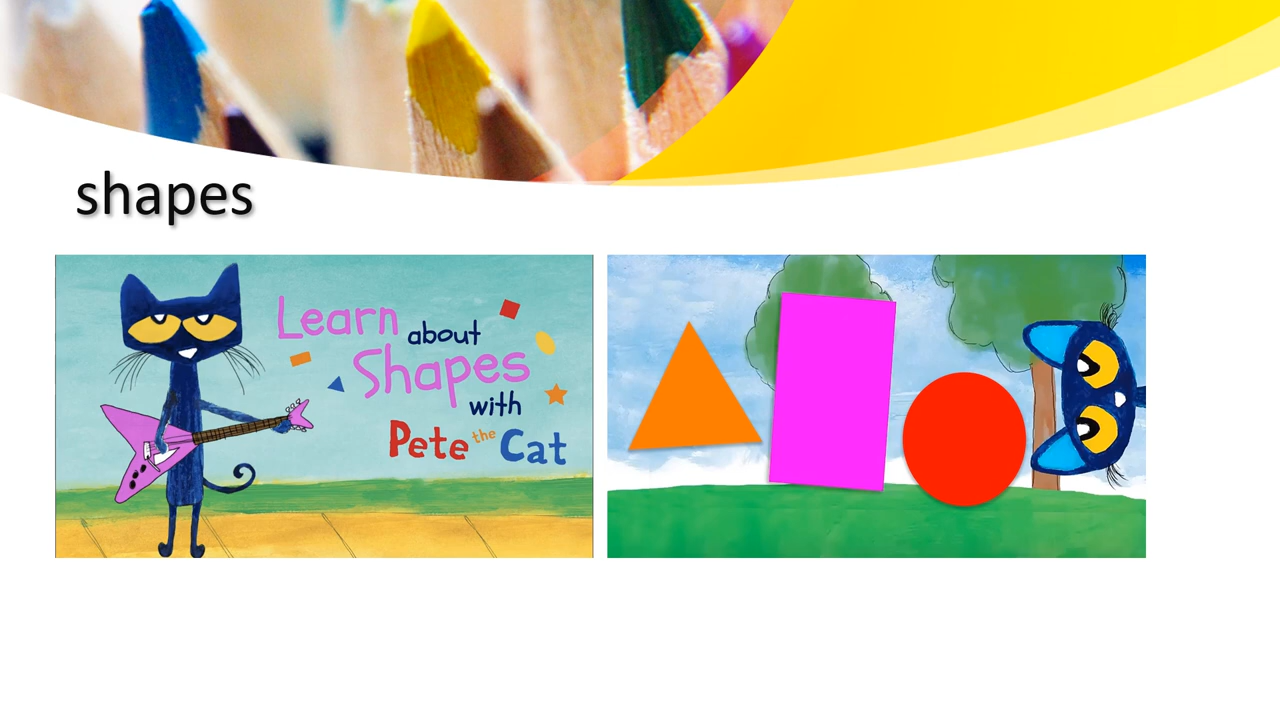 shapes
Learn about
Shapes
with
Pete the Cat